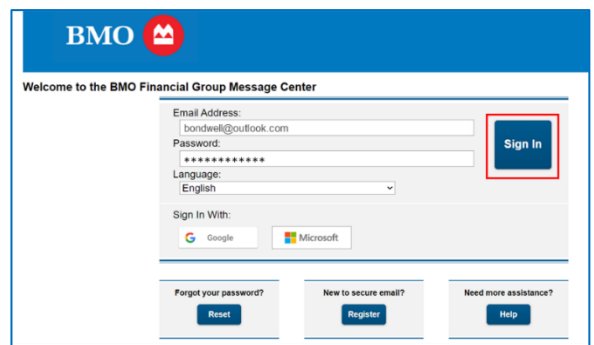 BMO
Welcome to the BMO Financial Group Message Center
Email Address:
bondwell@outlook.com
Password:
************
Sign In
Language:
English
Sign In With:
Google
Microsoft
Forgot your password?
Reset
New to secure email?
Register
Need more assistance?
Help